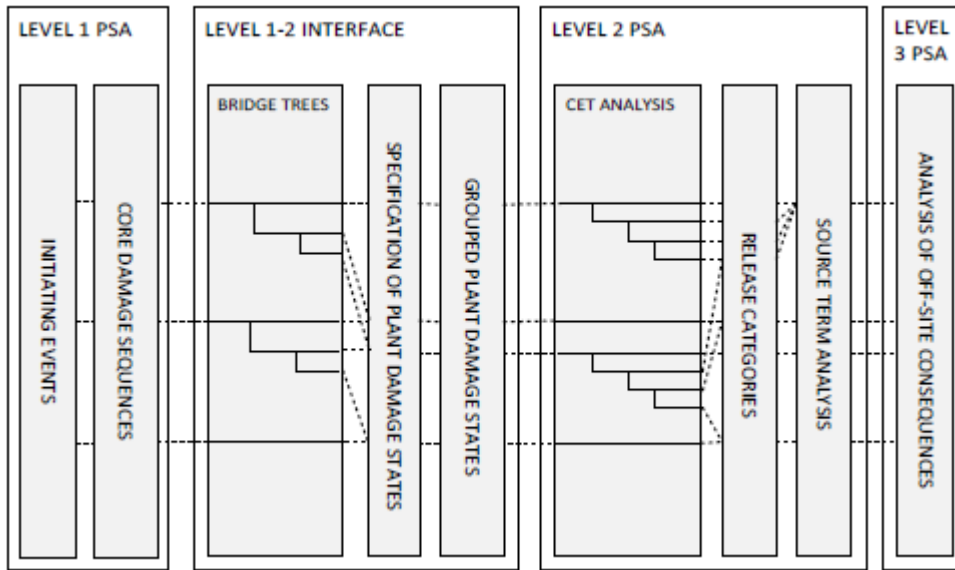 LEVEL 1 PSA
INITIATING EVENTS
CORE DAMAGE SEQUENCES
LEVEL 1-2 INTERFACE
BRIDGE TREES
SPECIFICATION OF PLANT DAMAGE STATES
GROUPED PLANT DAMAGE STATES
LEVEL 2 PSA
CET ANALYSIS
RELEASE CATEGORIES
SOURCE TERM ANALYSIS
LEVEL
3 PSA
ANALYSIS OF OFF-SITE CONSEQUENCES